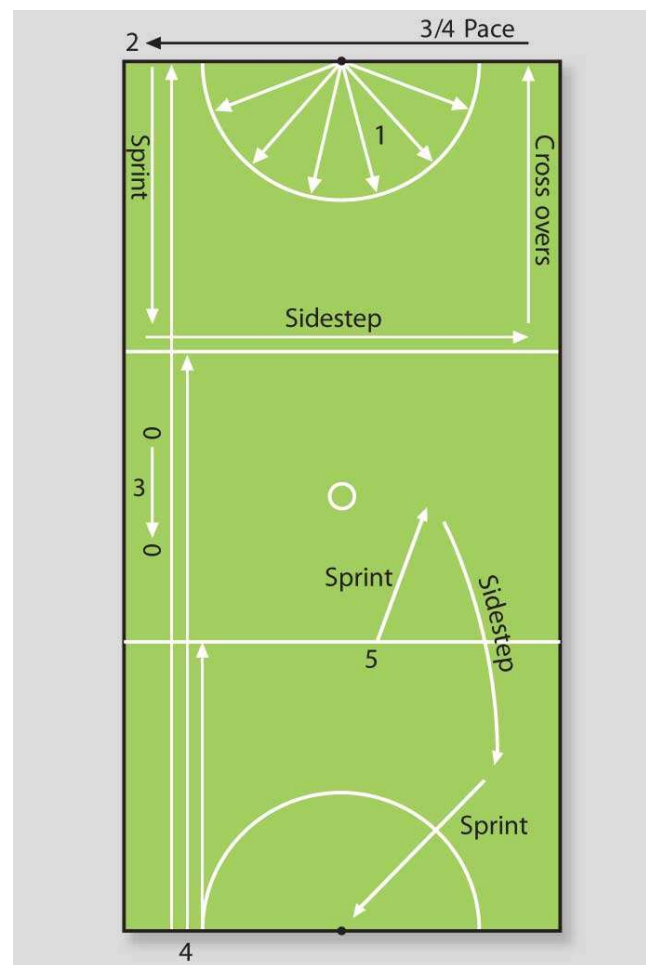 3/4 Pace
2
1
Sprint
Cross overs
Sidestep
0
3
0
Sprint
Sidestep
5
Sprint
4